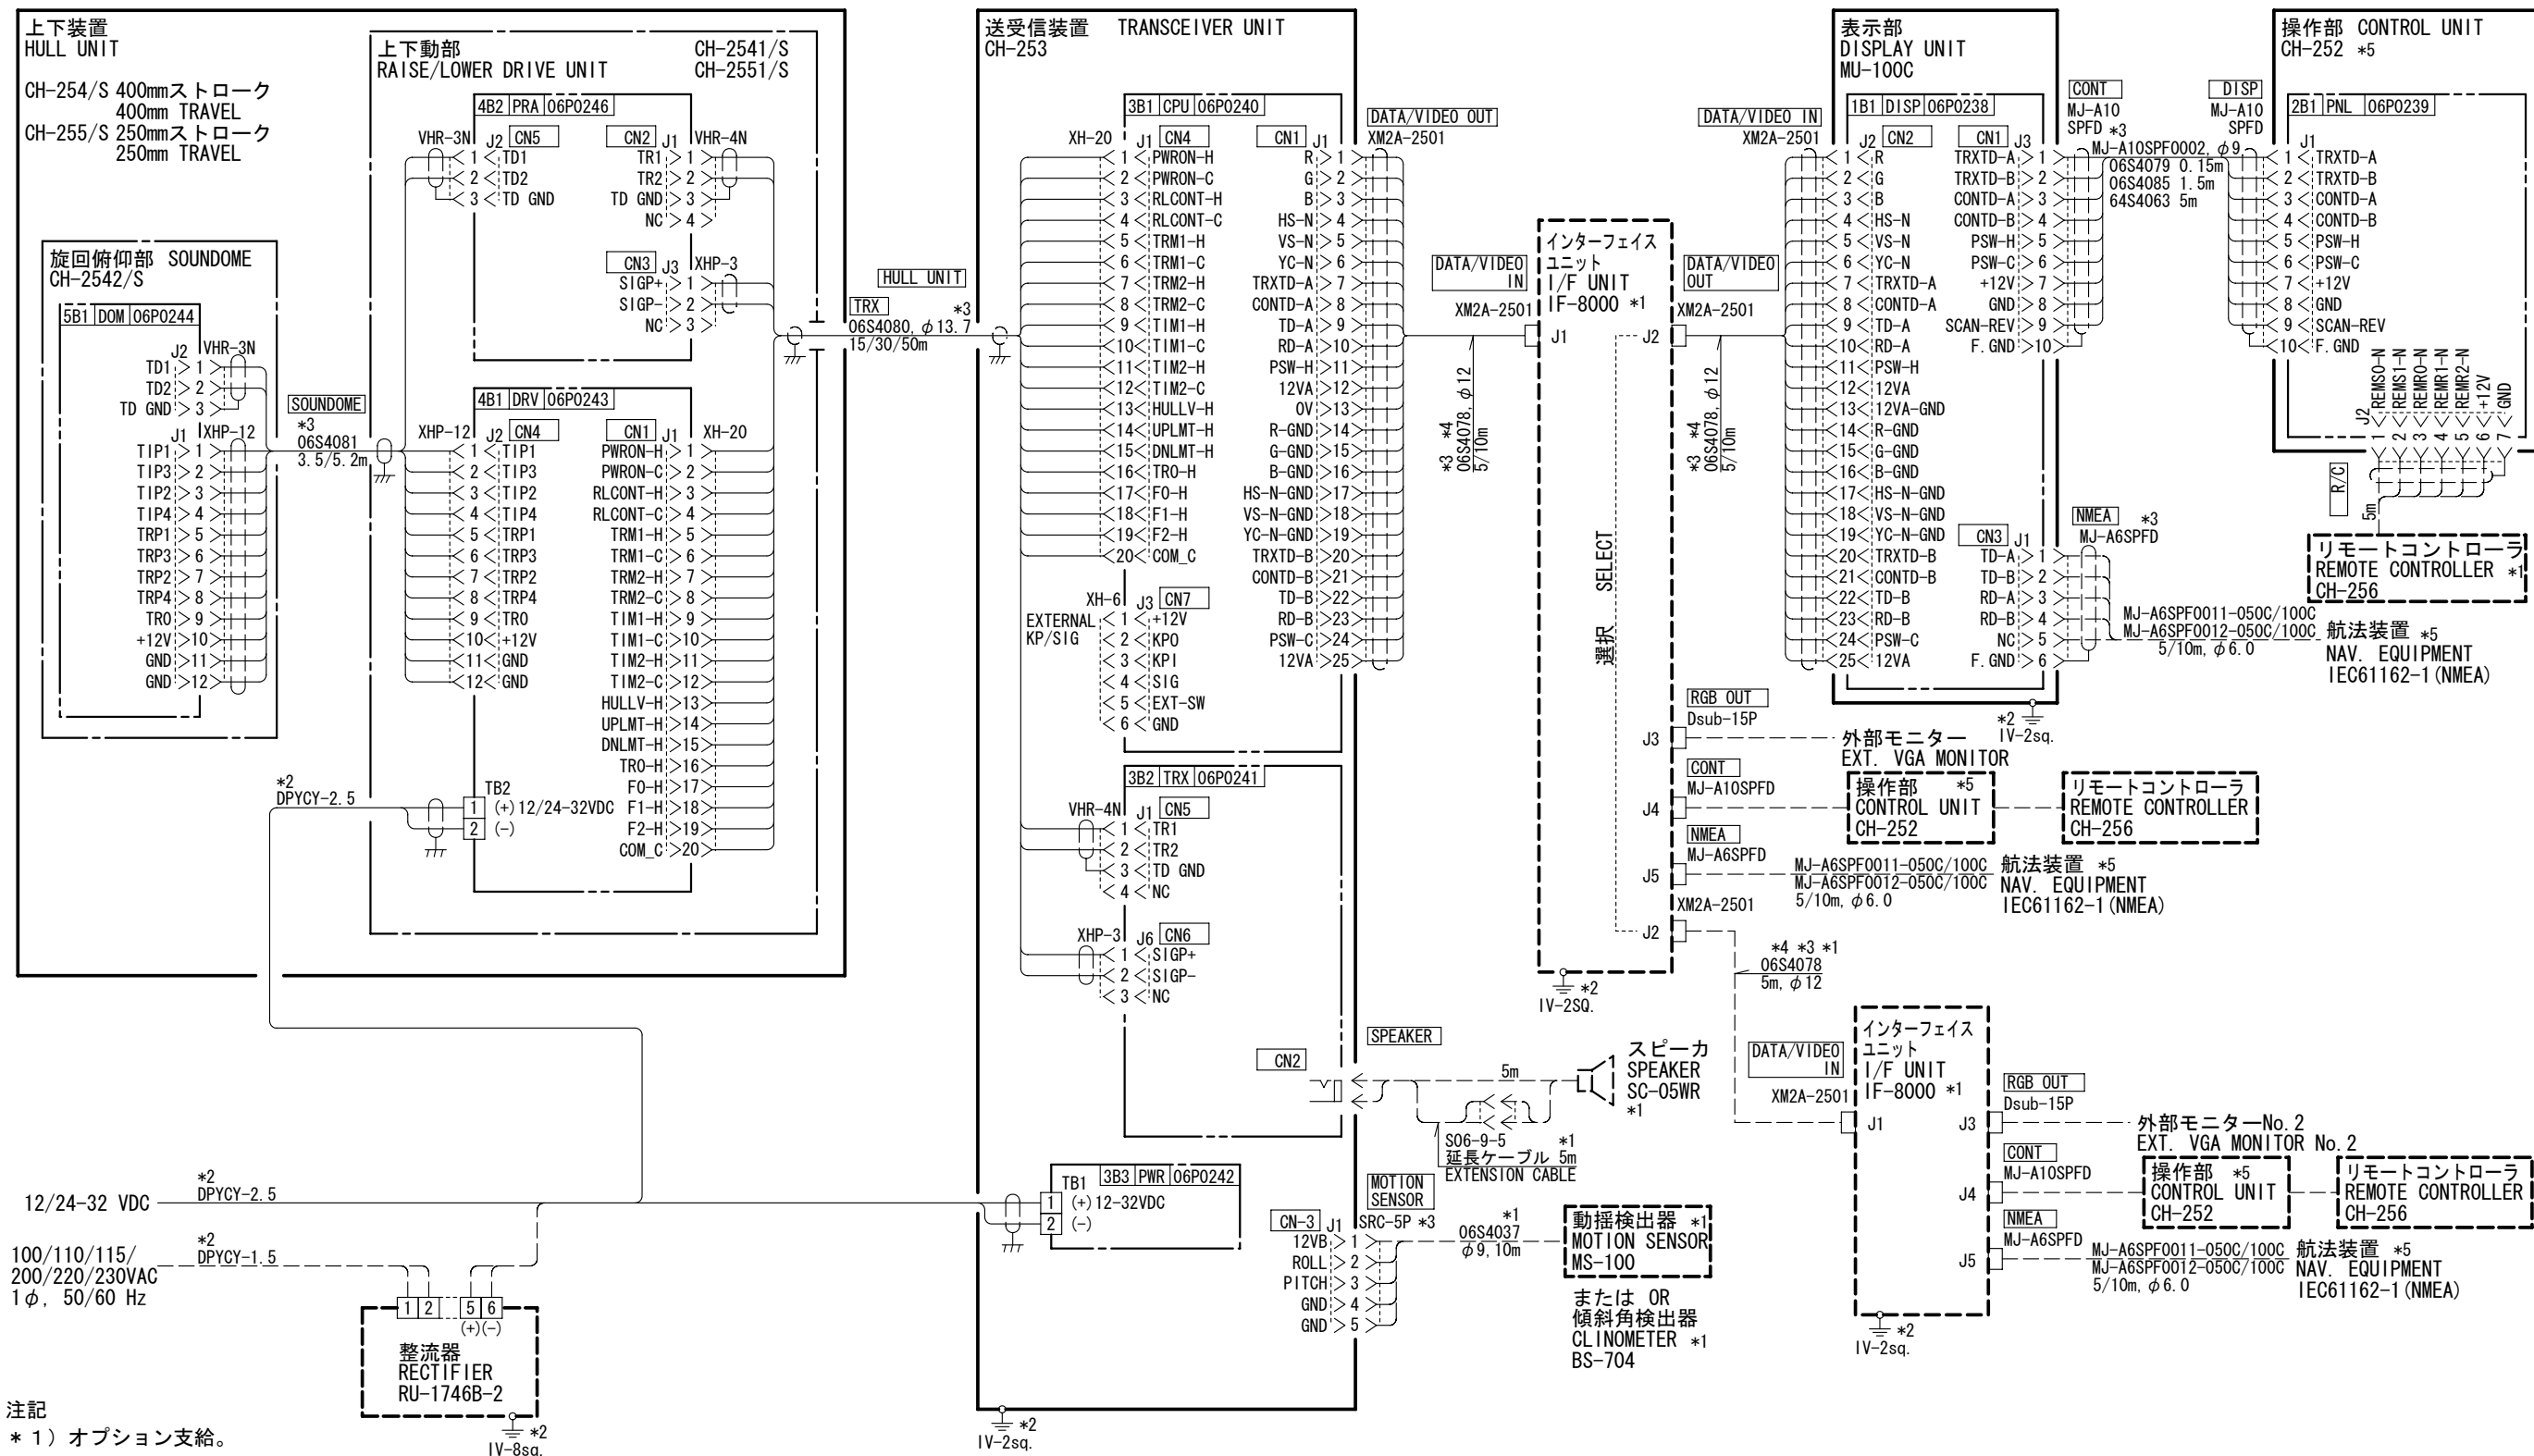 上下装置
HULL UNIT
CH-254/S 400mmストローク
400mm TRAVEL
CH-255/S 250mmストローク
250mm TRAVEL
上下動部
RAISE/LOWER DRIVE UNIT
CH-2541/S
CH-2551/S
4B2 PRA 06P0246
VHR-3N
J2 CN5
1 TD1
2 TD2
3 TD GND
CN2 J1 VHR-4N
TR1 1
TR2 2
TD GND 3
NC 4
CN3 J3 XHP-3
SIGP+ 1
SIGP- 2
NC 3
旋回俯仰部 SOUNDOME
CH-2542/S
5B1 DOM 06P0244
J2 VHR-3N
TD1 1
TD2 2
TD GND 3
J1 XHP-12
TIP1 1
TIP3 2
TIP2 3
TIP4 4
TRP1 5
TRP3 6
TRP2 7
TRP4 8
TR0 9
+12V 10
GND 11
GND 12
SOUNDOME
*3
06S4081
3.5/5.2m
4B1 DRV 06P0243
XHP-12 J2 CN4
1 TIP1
2 TIP3
3 TIP2
4 TIP4
5 TRP1
6 TRP3
7 TRP2
8 TRP4
9 TR0
10 +12V
11 GND
12 GND
CN1 J1 XH-20
PWRON-H 1
PWRON-C 2
RLCONT-H 3
RLCONT-C 4
TRM1-H 5
TRM1-C 6
TRM2-H 7
TRM2-C 8
TIM1-H 9
TIM1-C 10
TIM2-H 11
TIM2-C 12
HULLV-H 13
UPLMT-H 14
DNLMT-H 15
TR0-H 16
F0-H 17
F1-H 18
F2-H 19
COM_C 20
*2
DPYCY-2.5
TB2
1 (+) 12/24-32VDC
2 (-)
HULL UNIT
TRX *3
06S4080, φ13.7
15/30/50m
送受信装置 TRANSCEIVER UNIT
CH-253
3B1 CPU 06P0240
XH-20 J1 CN4
1 PWRON-H
2 PWRON-C
3 RLCONT-H
4 RLCONT-C
5 TRM1-H
6 TRM1-C
7 TRM2-H
8 TRM2-C
9 TIM1-H
10 TIM1-C
11 TIM2-H
12 TIM2-C
13 HULLV-H
14 UPLMT-H
15 DNLMT-H
16 TR0-H
17 F0-H
18 F1-H
19 F2-H
20 COM_C
CN1 J1
DATA/VIDEO OUT
XM2A-2501
R 1
G 2
B 3
HS-N 4
VS-N 5
YC-N 6
TRXTD-A 7
CONTD-A 8
TD-A 9
RD-A 10
PSW-H 11
12VA 12
0V 13
R-GND 14
G-GND 15
B-GND 16
HS-N-GND 17
VS-N-GND 18
YC-N-GND 19
TRXTD-B 20
CONTD-B 21
TD-B 22
RD-B 23
PSW-C 24
12VA 25
XH-6 J3 CN7
EXTERNAL
KP/SIG
1 +12V
2 KPO
3 KPI
4 SIG
5 EXT-SW
6 GND
3B2 TRX 06P0241
VHR-4N J1 CN5
1 TR1
2 TR2
3 TD GND
4 NC
XHP-3 J6 CN6
1 SIGP+
2 SIGP-
3 NC
CN2
SPEAKER
5m
スピーカ
SPEAKER
SC-05WR
*1
S06-9-5 *1
延長ケーブル 5m
EXTENSION CABLE
TB1
3B3 PWR 06P0242
1 (+) 12-32VDC
2 (-)
MOTION
SENSOR
CN-3 J1 SRC-5P *3
12VB 1
ROLL 2
PITCH 3
GND 4
GND 5
*1
06S4037
φ9, 10m
動揺検出器 *1
MOTION SENSOR
MS-100
または OR
傾斜角検出器
CLINOMETER *1
BS-704
*2
IV-2sq.
DATA/VIDEO
IN
XM2A-2501
*3 *4
06S4078, φ12
5/10m
インターフェイス
ユニット
I/F UNIT
IF-8000 *1
J1
J2
選択 SELECT
DATA/VIDEO
OUT
XM2A-2501
*3 *4
06S4078, φ12
5/10m
RGB OUT
Dsub-15P
J3
外部モニター
EXT. VGA MONITOR
CONT
MJ-A10SPFD
J4
操作部 *5
CONTROL UNIT
CH-252
リモートコントローラ
REMOTE CONTROLLER
CH-256
NMEA
MJ-A6SPFD
J5
MJ-A6SPF0011-050C/100C
MJ-A6SPF0012-050C/100C
5/10m, φ6.0
航法装置 *5
NAV. EQUIPMENT
IEC61162-1(NMEA)
XM2A-2501
J2
*2
IV-2SQ.
*4 *3 *1
06S4078
5m, φ12
表示部
DISPLAY UNIT
MU-100C
1B1 DISP 06P0238
DATA/VIDEO IN
XM2A-2501
J2 CN2
1 R
2 G
3 B
4 HS-N
5 VS-N
6 YC-N
7 TRXTD-A
8 CONTD-A
9 TD-A
10 RD-A
11 PSW-H
12 12VA
13 12VA-GND
14 R-GND
15 G-GND
16 B-GND
17 HS-N-GND
18 VS-N-GND
19 YC-N-GND
20 TRXTD-B
21 CONTD-B
22 TD-B
23 RD-B
24 PSW-C
25 12VA
CN1 J3
TRXTD-A 1
TRXTD-B 2
CONTD-A 3
CONTD-B 4
PSW-H 5
PSW-C 6
+12V 7
GND 8
SCAN-REV 9
F.GND 10
CONT
MJ-A10
SPFD *3
MJ-A10SPF0002, φ9
06S4079 0.15m
06S4085 1.5m
64S4063 5m
DISP
MJ-A10
SPFD
CN3 J1
TD-A 1
TD-B 2
RD-A 3
RD-B 4
NC 5
F.GND 6
NMEA *3
MJ-A6SPFD
MJ-A6SPF0011-050C/100C
MJ-A6SPF0012-050C/100C
5/10m, φ6.0
航法装置 *5
NAV. EQUIPMENT
IEC61162-1(NMEA)
*2
IV-2sq.
操作部 CONTROL UNIT
CH-252 *5
2B1 PNL 06P0239
J1
1 TRXTD-A
2 TRXTD-B
3 CONTD-A
4 CONTD-B
5 PSW-H
6 PSW-C
7 +12V
8 GND
9 SCAN-REV
10 F.GND
J2
1 REMS0-N
2 REMS1-N
3 REMR0-N
4 REMR1-N
5 REMR2-N
6 +12V
7 GND
R/C
5m
リモートコントローラ
REMOTE CONTROLLER *1
CH-256
DATA/VIDEO
IN
XM2A-2501
インターフェイス
ユニット
I/F UNIT
IF-8000 *1
J1
RGB OUT
Dsub-15P
J3
外部モニターNo.2
EXT. VGA MONITOR No.2
CONT
MJ-A10SPFD
J4
操作部 *5
CONTROL UNIT
CH-252
リモートコントローラ
REMOTE CONTROLLER
CH-256
NMEA
MJ-A6SPFD
J5
MJ-A6SPF0011-050C/100C
MJ-A6SPF0012-050C/100C
5/10m, φ6.0
航法装置 *5
NAV. EQUIPMENT
IEC61162-1(NMEA)
*2
IV-2sq.
12/24-32 VDC
*2
DPYCY-2.5
100/110/115/
200/220/230VAC
1φ, 50/60 Hz
*2
DPYCY-1.5
1 2 5 6
(+)(-)
整流器
RECTIFIER
RU-1746B-2
*2
IV-8sq.
注記
*1) オプション支給。